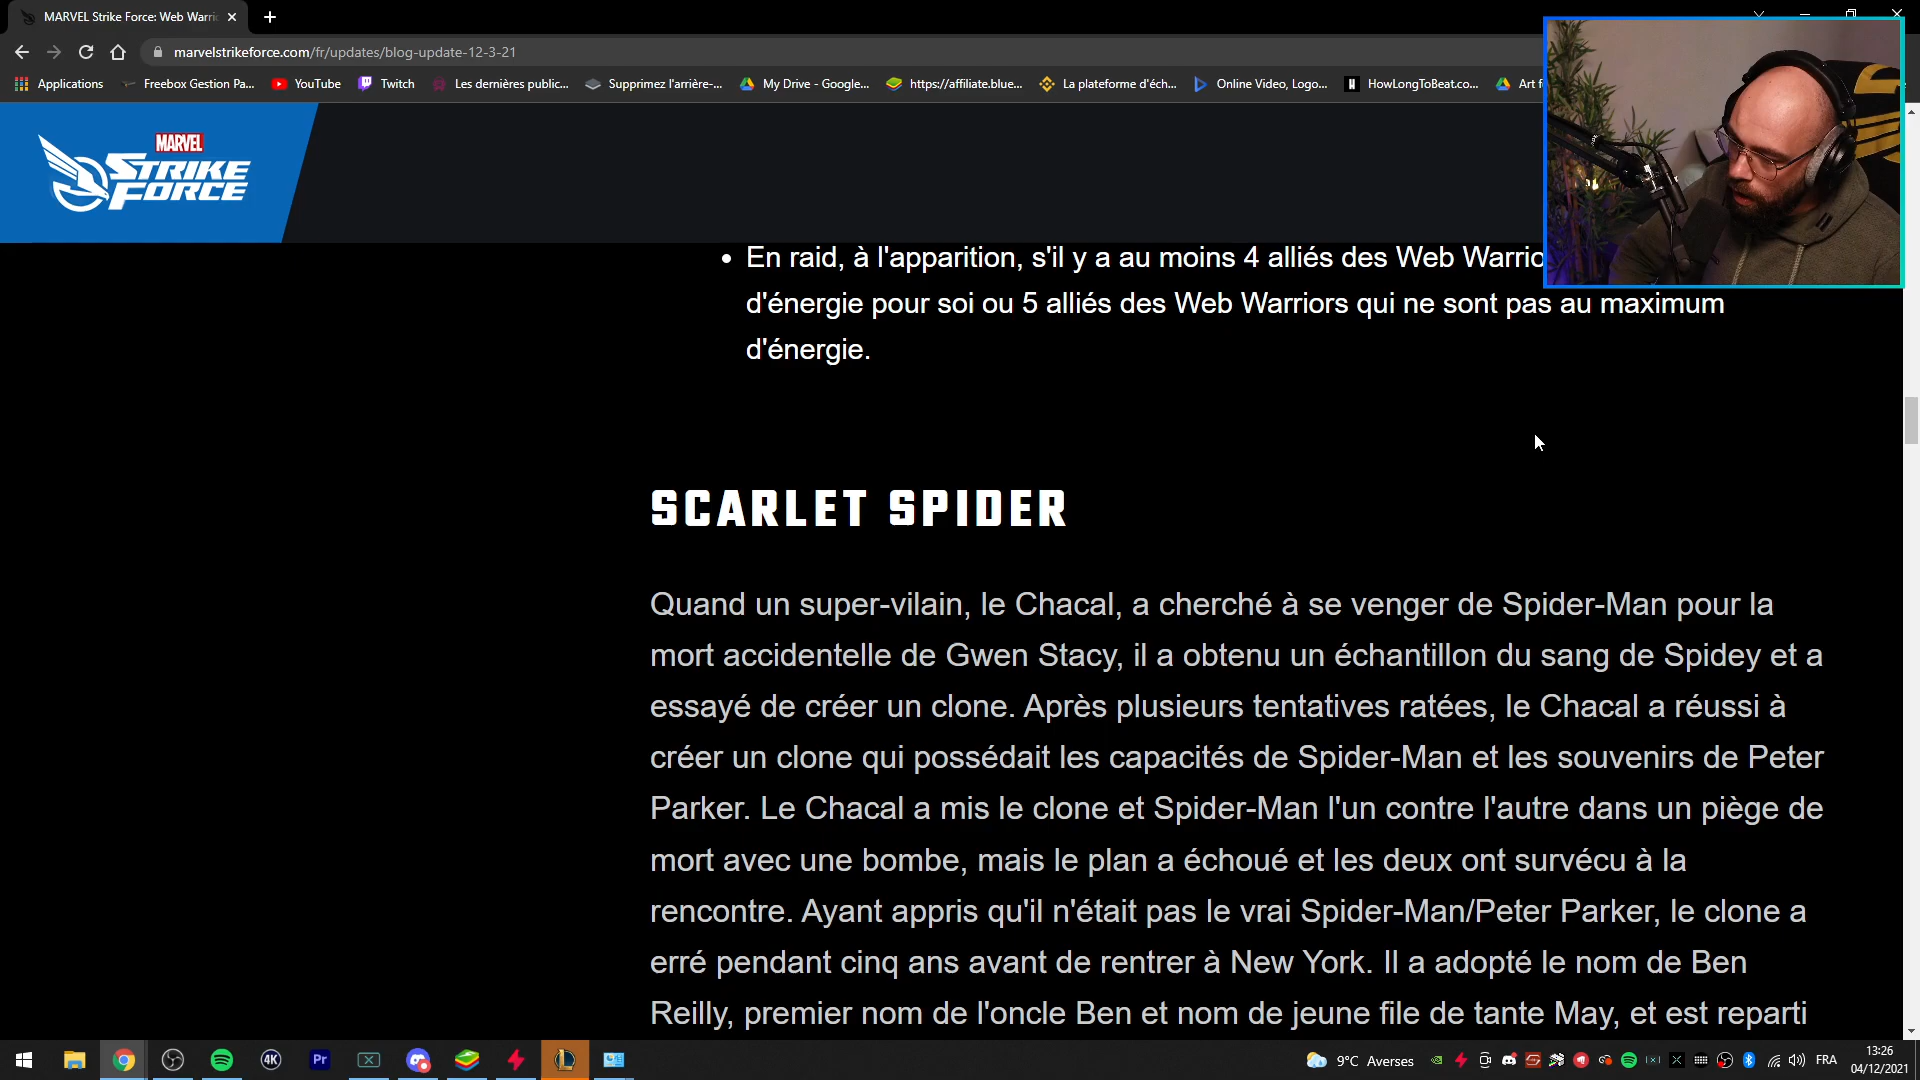 MARVEL Strike Force: Web Warri
marvelstrikeforce.com/fr/updates/blog-update-12-3-21
Applications
Freebox Gestion Pa...
YouTube
Twitch
Les dernières public...
Supprimez l'arrière-...
My Drive - Google...
https://affiliate.blue...
La plateforme d'éch...
Online Video, Logo...
HowLongToBeat.co...
Art f
MARVEL
STRIKE
FORCE
En raid, à l'apparition, s'il y a au moins 4 alliés des Web Warrio
d'énergie pour soi ou 5 alliés des Web Warriors qui ne sont pas au maximum
d'énergie.
SCARLET SPIDER
Quand un super-vilain, le Chacal, a cherché à se venger de Spider-Man pour la
mort accidentelle de Gwen Stacy, il a obtenu un échantillon du sang de Spidey et a
essayé de créer un clone. Après plusieurs tentatives ratées, le Chacal a réussi à
créer un clone qui possédait les capacités de Spider-Man et les souvenirs de Peter
Parker. Le Chacal a mis le clone et Spider-Man l'un contre l'autre dans un piège de
mort avec une bombe, mais le plan a échoué et les deux ont survécu à la
rencontre. Ayant appris qu'il n'était pas le vrai Spider-Man/Peter Parker, le clone a
erré pendant cinq ans avant de rentrer à New York. Il a adopté le nom de Ben
Reilly, premier nom de l'oncle Ben et nom de jeune file de tante May, et est reparti
4K
Pr
9°C Averses
FRA
13:26
04/12/2021